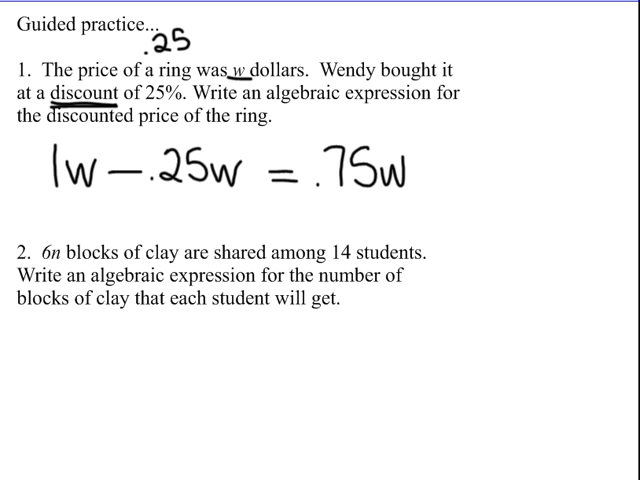 Guided practice...
.25
1. The price of a ring was w dollars. Wendy bought it
at a discount of 25%. Write an algebraic expression for
the discounted price of the ring.
1w - .25w = .75w
2. 6n blocks of clay are shared among 14 students.
Write an algebraic expression for the number of
blocks of clay that each student will get.